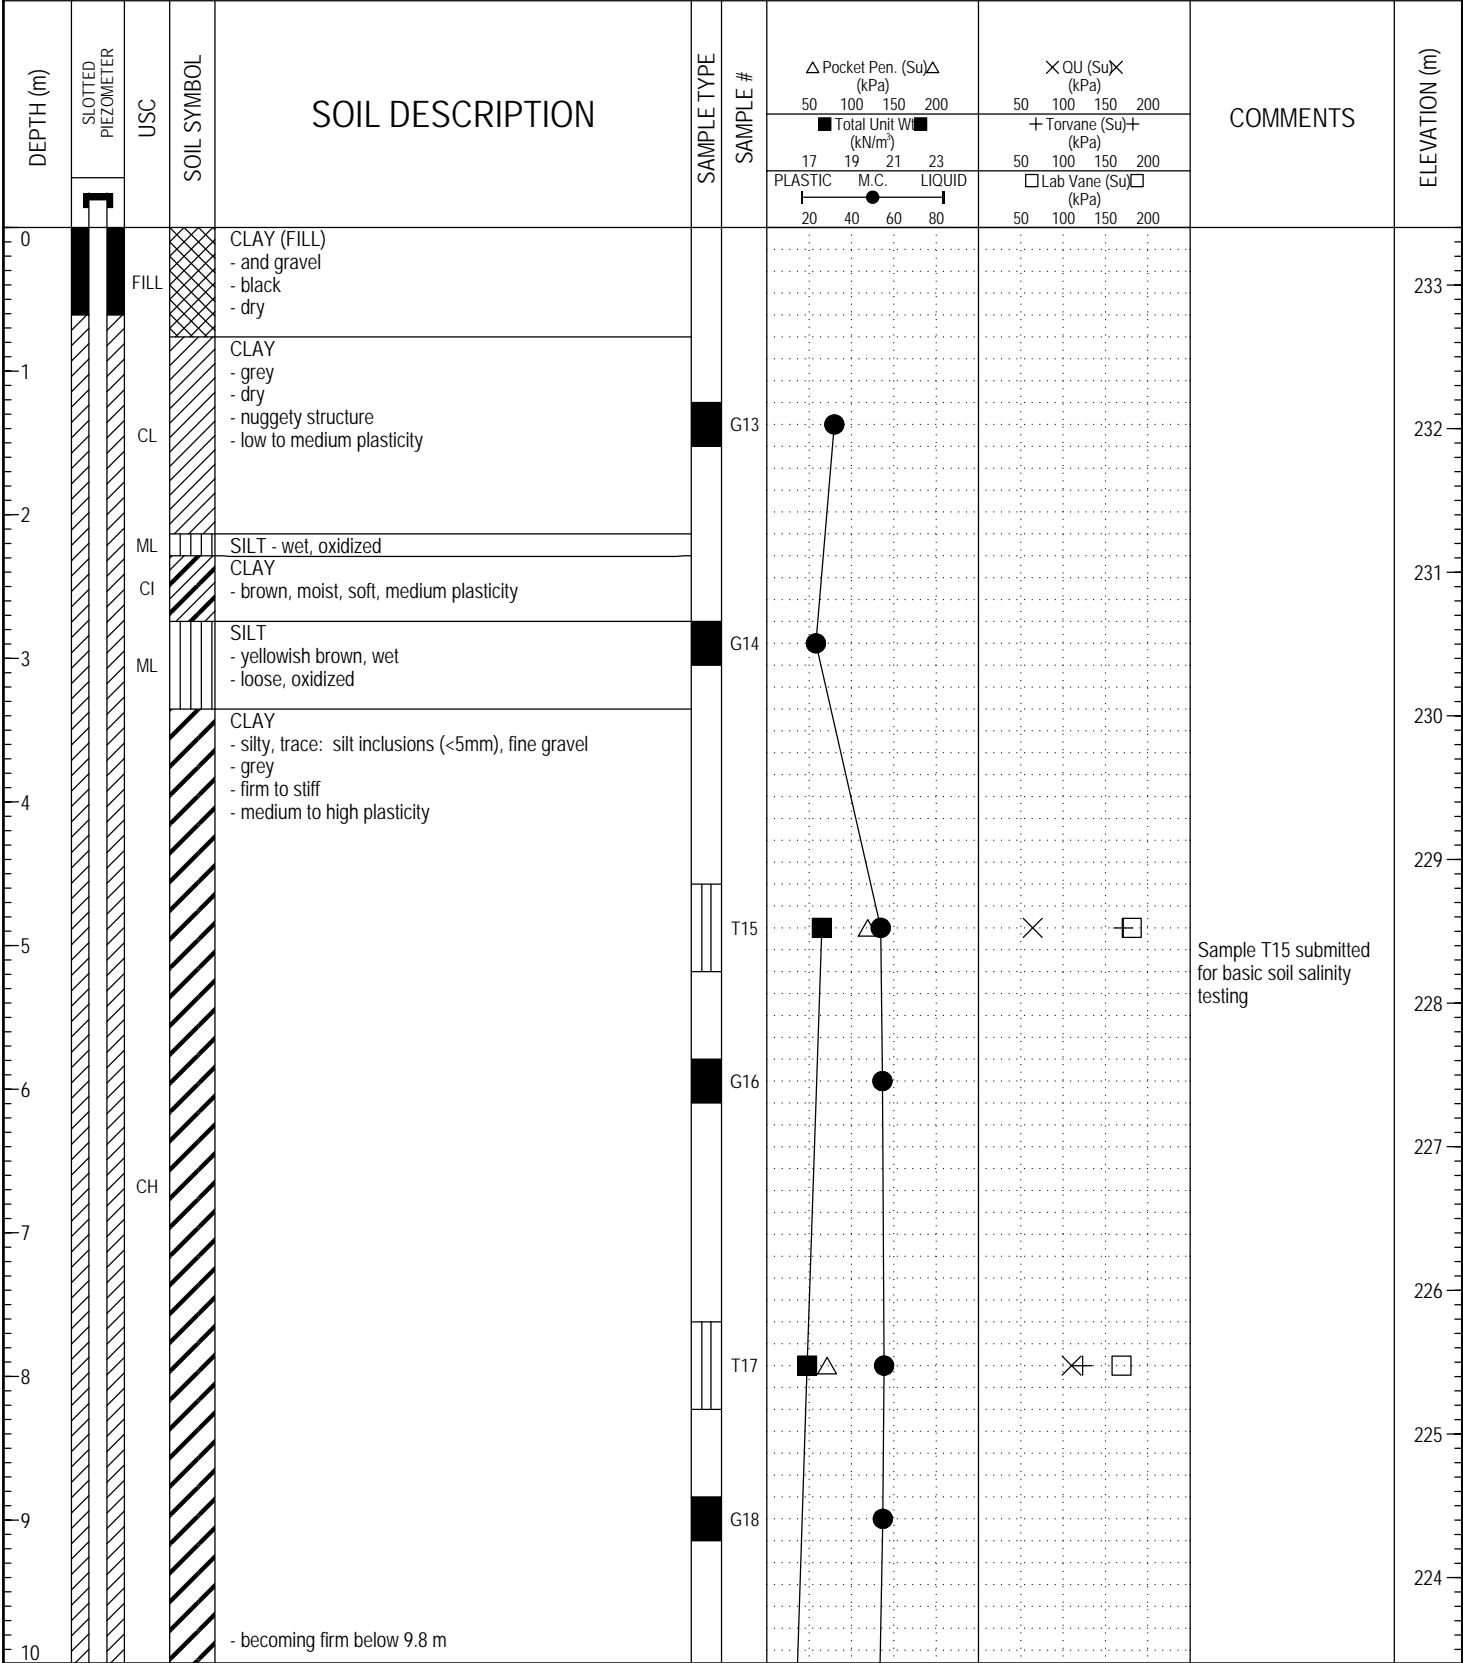 DEPTH (m)
SLOTTED
PIEZOMETER
USC
SOIL SYMBOL
SOIL DESCRIPTION
SAMPLE TYPE
SAMPLE #
△ Pocket Pen. (Su) △
(kPa)
50 100 150 200
■ Total Unit Wt ■
(kN/m³)
17 19 21 23
PLASTIC M.C. LIQUID
20 40 60 80
× QU (Su) ×
(kPa)
50 100 150 200
+ Torvane (Su) +
(kPa)
50 100 150 200
□ Lab Vane (Su) □
(kPa)
50 100 150 200
COMMENTS
ELEVATION (m)
0
CLAY (FILL)
- and gravel
FILL
- black
233
- dry
CLAY
1
- grey
- dry
- nuggety structure
G13
232
CL
- low to medium plasticity
2
ML
SILT - wet, oxidized
CLAY
231
CI
- brown, moist, soft, medium plasticity
SILT
G14
3
ML
- yellowish brown, wet
- loose, oxidized
CLAY
230
- silty, trace: silt inclusions (<5mm), fine gravel
- grey
- firm to stiff
4
- medium to high plasticity
229
T15
5
Sample T15 submitted
for basic soil salinity
testing
228
G16
6
227
CH
7
226
T17
8
225
G18
9
224
- becoming firm below 9.8 m
10